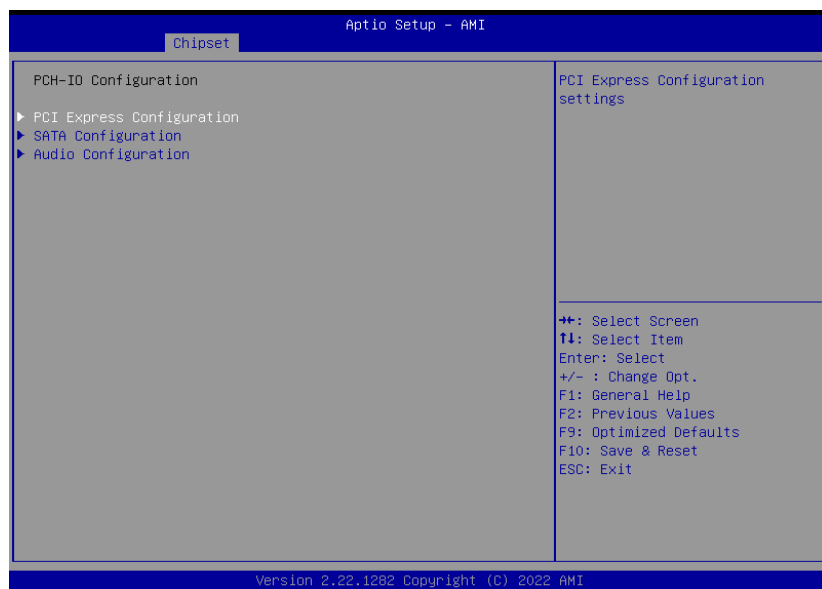 Aptio Setup – AMI
Chipset
PCH-IO Configuration
PCI Express Configuration
SATA Configuration
Audio Configuration
PCI Express Configuration
settings
→←: Select Screen
↑↓: Select Item
Enter: Select
+/- : Change Opt.
F1: General Help
F2: Previous Values
F9: Optimized Defaults
F10: Save & Reset
ESC: Exit
Version 2.22.1282 Copyright (C) 2022 AMI